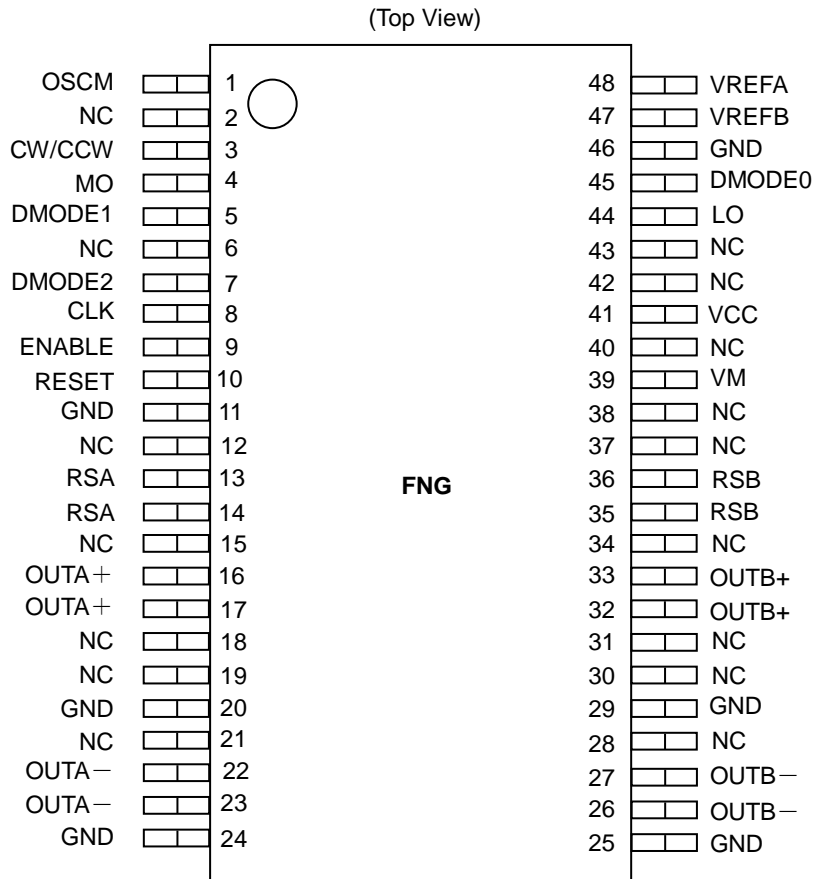 (Top View)
OSCM 1 48 VREFA
NC 2 47 VREFB
CW/CCW 3 46 GND
MO 4 45 DMODE0
DMODE1 5 44 LO
NC 6 43 NC
DMODE2 7 42 NC
CLK 8 41 VCC
ENABLE 9 40 NC
RESET 10 39 VM
GND 11 38 NC
NC 12 37 NC
RSA 13 36 RSB
FNG
RSA 14 35 RSB
NC 15 34 NC
OUTA+ 16 33 OUTB+
OUTA+ 17 32 OUTB+
NC 18 31 NC
NC 19 30 NC
GND 20 29 GND
NC 21 28 NC
OUTA− 22 27 OUTB−
OUTA− 23 26 OUTB−
GND 24 25 GND